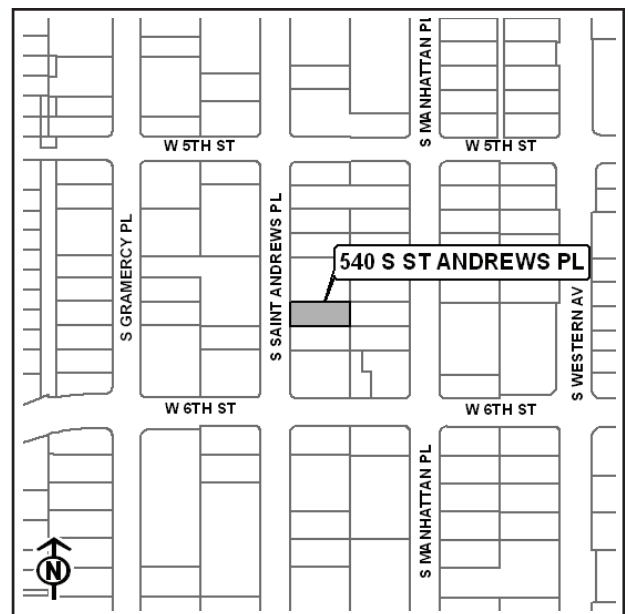 S MANHATTAN PL
W 5TH ST
W 5TH ST
S GRAMERCY PL
S SAINT ANDREWS PL
540 S ST ANDREWS PL
S WESTERN AV
W 6TH ST
W 6TH ST
S MANHATTAN PL
N